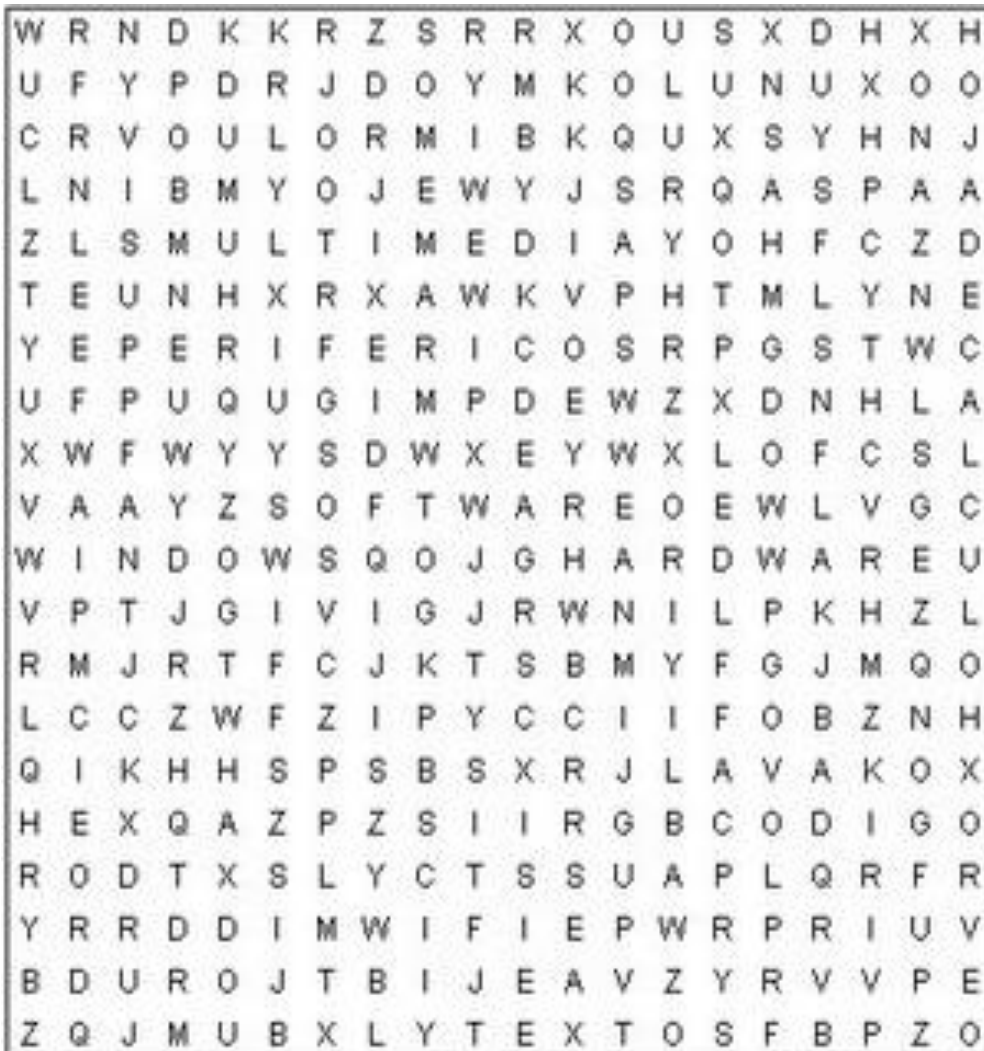 W R N D K K R Z S R R X O U S X D H X H
U F Y P D R J D O Y M K O L U N U X O O
C R V O U L O R M I B K Q U X S Y H N J
L N I B M Y O J E W Y J S R Q A S P A A
Z L S M U L T I M E D I A Y O H F C Z D
T E U N H X R X A W K V P H T M L Y N E
Y E P E R I F E R I C O S R P G S T W C
U F P U Q U G I M P D E W Z X D N H L A
X W F W Y Y S D W X E Y W X L O F C S L
V A A Y Z S O F T W A R E O E W L V G C
W I N D O W S Q O J G H A R D W A R E U
V P T J G I V I G J R W N I L P K H Z L
R M J R T F C J K T S B M Y F G J M Q O
L C C Z W F Z I P Y C C I I F O B Z N H
Q I K H H S P S B S X R J L A V A K O X
H E X Q A Z P Z S I I R G B C O D I G O
R O D T X S L Y C T S S U A P L Q R F R
Y R R D D I M W I F I E P W R P R I U V
B D U R O J T B I J E A V Z Y R V V P E
Z Q J M U B X L Y T E X T O S F B P Z O